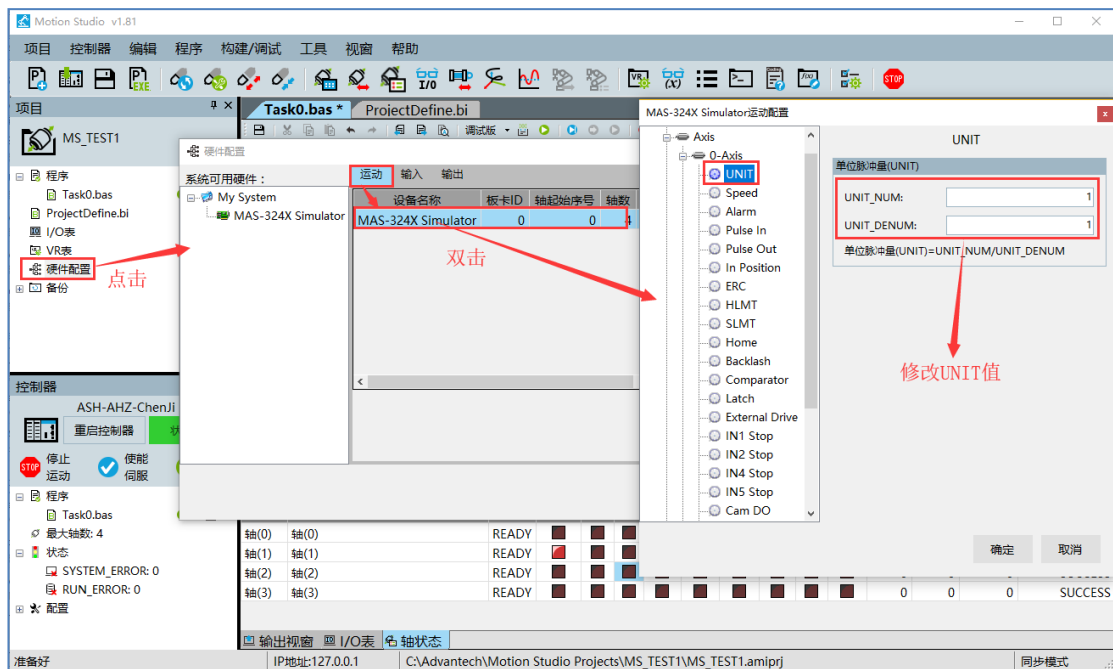 Motion Studio v1.81
项目 控制器 编辑 程序 构建/调试 工具 视窗 帮助
项目
MS_TEST1
程序
Task0.bas
ProjectDefine.bi
I/O表
VR表
硬件配置
备份
点击
Task0.bas * ProjectDefine.bi
调试版
硬件配置
系统可用硬件：
My System
MAS-324X Simulator
运动 输入 输出
设备名称 板卡ID 轴起始序号 轴数
MAS-324X Simulator 0 0 4
双击
MAS-324X Simulator运动配置
Axis
0-Axis
UNIT
Speed
Alarm
Pulse In
Pulse Out
In Position
ERC
HLMT
SLMT
Home
Backlash
Comparator
Latch
External Drive
IN1 Stop
IN2 Stop
IN4 Stop
IN5 Stop
Cam DO
UNIT
单位脉冲量(UNIT)
UNIT_NUM: 1
UNIT_DENUM: 1
单位脉冲量(UNIT)=UNIT_NUM/UNIT_DENUM
修改UNIT值
确定 取消
控制器
ASH-AHZ-ChenJi
重启控制器
STOP 停止运动 使能伺服
程序
Task0.bas
最大轴数: 4
状态
SYSTEM_ERROR: 0
RUN_ERROR: 0
配置
轴(0) 轴(0) READY
轴(1) 轴(1) READY
轴(2) 轴(2) READY
轴(3) 轴(3) READY 0 0 0 SUCCESS
输出视窗 I/O表 轴状态
准备好 IP地址:127.0.0.1 C:\Advantech\Motion Studio Projects\MS_TEST1\MS_TEST1.amiprj 同步模式